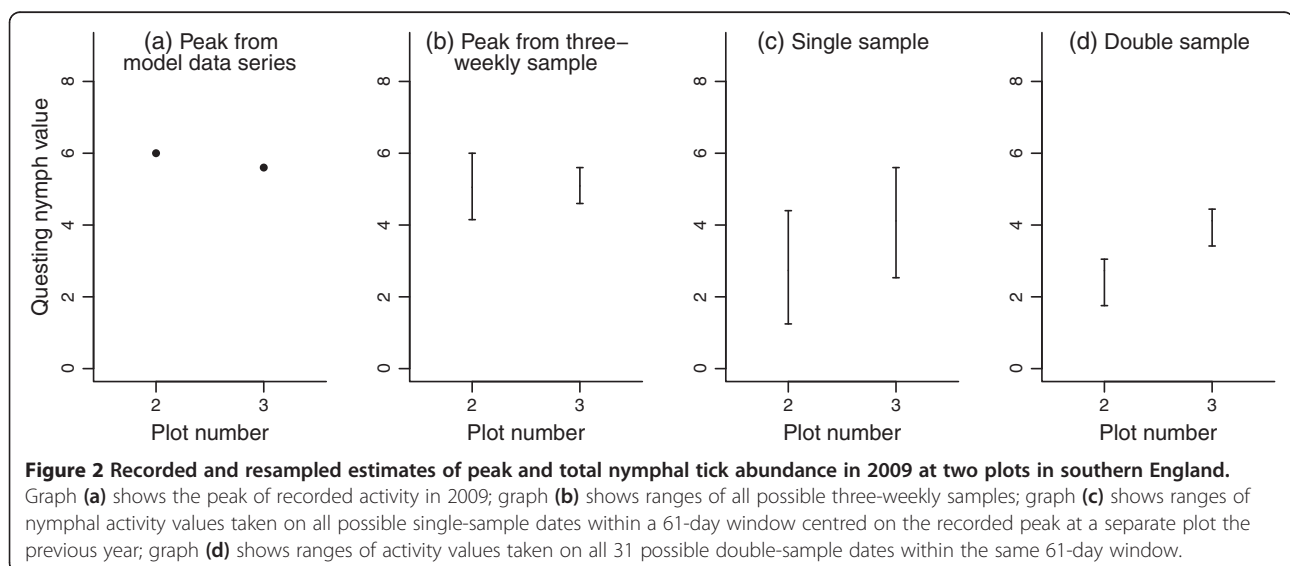 (a) Peak from
model data series
(b) Peak from three–
weekly sample
(c) Single sample
(d) Double sample
Questing nymph value
0 2 4 6 8
2 3
Plot number
0 2 4 6 8
2 3
Plot number
0 2 4 6 8
2 3
Plot number
0 2 4 6 8
2 3
Plot number
Figure 2 Recorded and resampled estimates of peak and total nymphal tick abundance in 2009 at two plots in southern England.
Graph (a) shows the peak of recorded activity in 2009; graph (b) shows ranges of all possible three-weekly samples; graph (c) shows ranges of
nymphal activity values taken on all possible single-sample dates within a 61-day window centred on the recorded peak at a separate plot the
previous year; graph (d) shows ranges of activity values taken on all 31 possible double-sample dates within the same 61-day window.